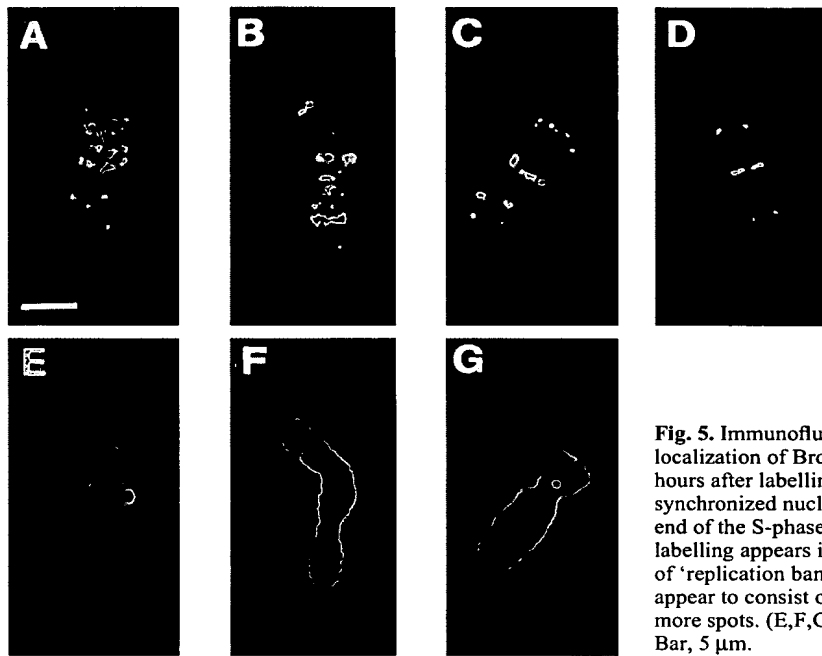 A
B
C
D
E
F
G
Fig. 5. Immunoflu
localization of Brd
hours after labellin
synchronized nucl
end of the S-phase
labelling appears i
of ‘replication ban
appear to consist o
more spots. (E,F,G
Bar, 5 μm.